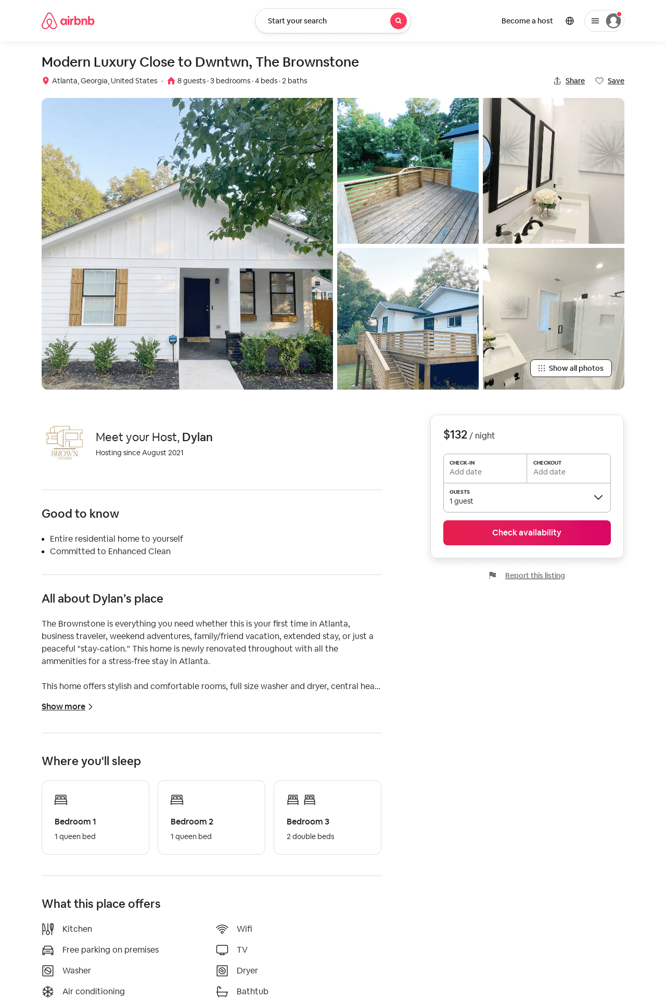 airbnb
Start your search
Become a host
Modern Luxury Close to Dwntwn, The Brownstone
Atlanta, Georgia, United States · 8 guests · 3 bedrooms · 4 beds · 2 baths
Share
Save
Show all photos
BROWN
ESTATES
Meet your Host, Dylan
Hosting since August 2021
$132 / night
CHECK-IN
Add date
CHECKOUT
Add date
GUESTS
1 guest
Check availability
Report this listing
Good to know
Entire residential home to yourself
Committed to Enhanced Clean
All about Dylan’s place
The Brownstone is everything you need whether this is your first time in Atlanta,
business traveler, weekend adventures, family/friend vacation, extended stay, or just a
peaceful "stay-cation." This home is newly renovated throughout with all the
ammenities for a stress-free stay in Atlanta.
This home offers stylish and comfortable rooms, full size washer and dryer, central hea...
Show more
Where you'll sleep
Bedroom 1
1 queen bed
Bedroom 2
1 queen bed
Bedroom 3
2 double beds
What this place offers
Kitchen
Wifi
Free parking on premises
TV
Washer
Dryer
Air conditioning
Bathtub